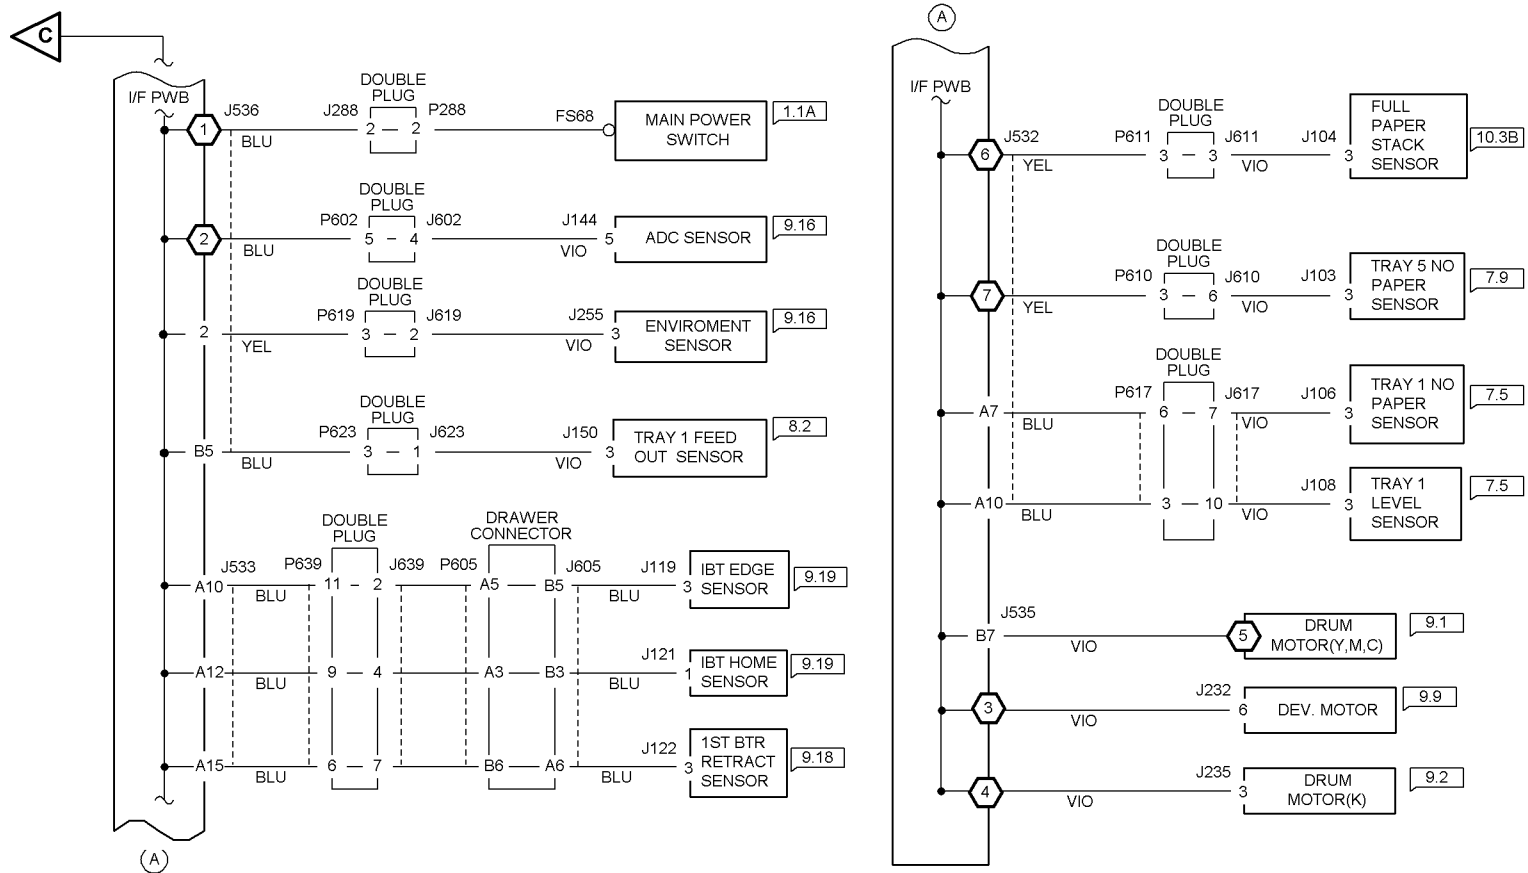 C
I/F PWB
1 J536 BLU J288 DOUBLE PLUG P288 2 2 FS68 MAIN POWER SWITCH 1.1A
2 BLU P602 DOUBLE PLUG J602 5 4 J144 VIO 5 ADC SENSOR 9.16
2 YEL P619 DOUBLE PLUG J619 3 2 J255 VIO 3 ENVIROMENT SENSOR 9.16
B5 BLU P623 DOUBLE PLUG J623 3 1 J150 VIO 3 TRAY 1 FEED OUT SENSOR 8.2
DOUBLE PLUG DRAWER CONNECTOR
A10 J533 BLU P639 11 2 J639 P605 A5 B5 J605 BLU J119 3 IBT EDGE SENSOR 9.19
A12 BLU 9 4 A3 B3 BLU J121 1 IBT HOME SENSOR 9.19
A15 BLU 6 7 B6 A6 BLU J122 3 1ST BTR RETRACT SENSOR 9.18
A
A
I/F PWB
6 J532 YEL P611 DOUBLE PLUG J611 3 3 VIO J104 3 FULL PAPER STACK SENSOR 10.3B
7 YEL P610 DOUBLE PLUG J610 3 6 VIO J103 3 TRAY 5 NO PAPER SENSOR 7.9
A7 BLU P617 DOUBLE PLUG J617 6 7 VIO J106 3 TRAY 1 NO PAPER SENSOR 7.5
A10 BLU 3 10 VIO J108 3 TRAY 1 LEVEL SENSOR 7.5
B7 J535 VIO 5 DRUM MOTOR(Y,M,C) 9.1
3 VIO J232 6 DEV. MOTOR 9.9
4 VIO J235 3 DRUM MOTOR(K) 9.2